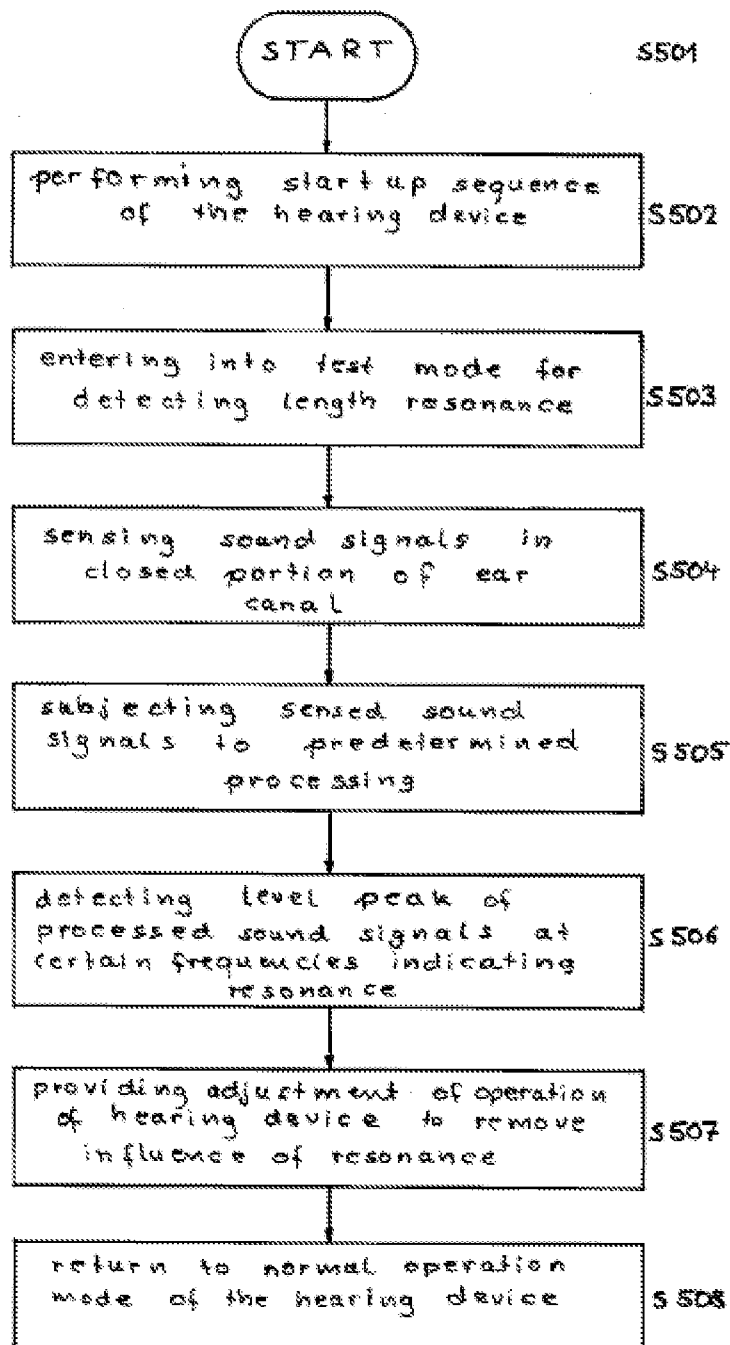 START S501
performing startup sequence
of the hearing device S502
entering into test mode for
detecting length resonance S503
sensing sound signals in
closed portion of ear
canal S504
subjecting sensed sound
signals to predetermined
processing S505
detecting level peak of
processed sound signals at
certain frequencies indicating
resonance S506
providing adjustment of operation
of hearing device to remove
influence of resonance S507
return to normal operation
mode of the hearing device S508